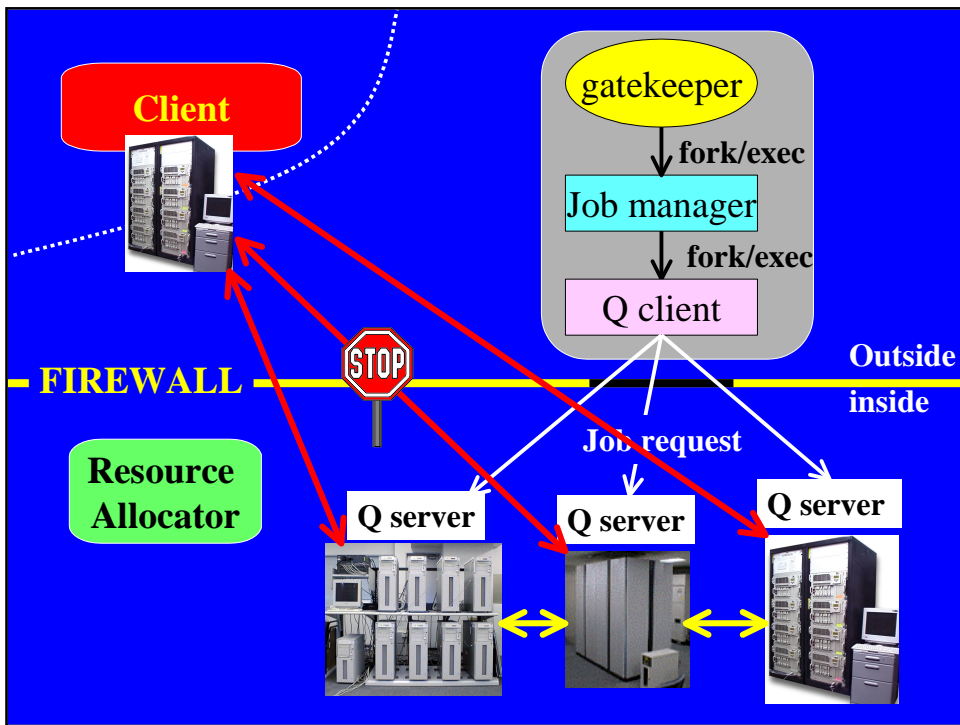 Client
gatekeeper
fork/exec
Job manager
fork/exec
Q client
STOP
Outside
FIREWALL
inside
Job request
Resource
Allocator
Q server
Q server
Q server